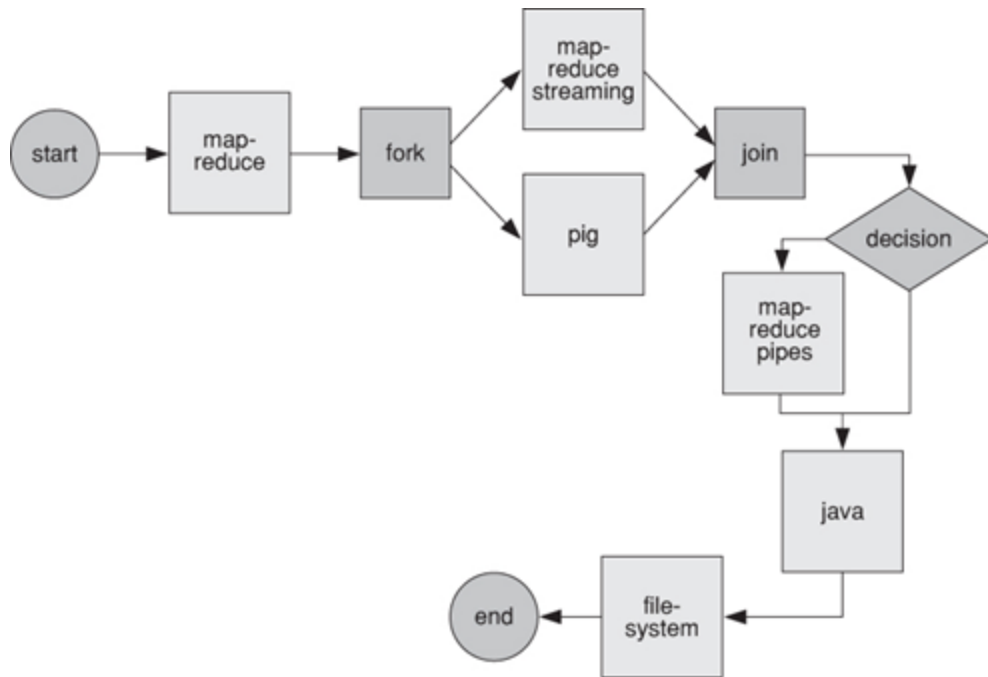 start
map-
reduce
fork
map-
reduce
streaming
pig
join
decision
map-
reduce
pipes
java
file-
system
end